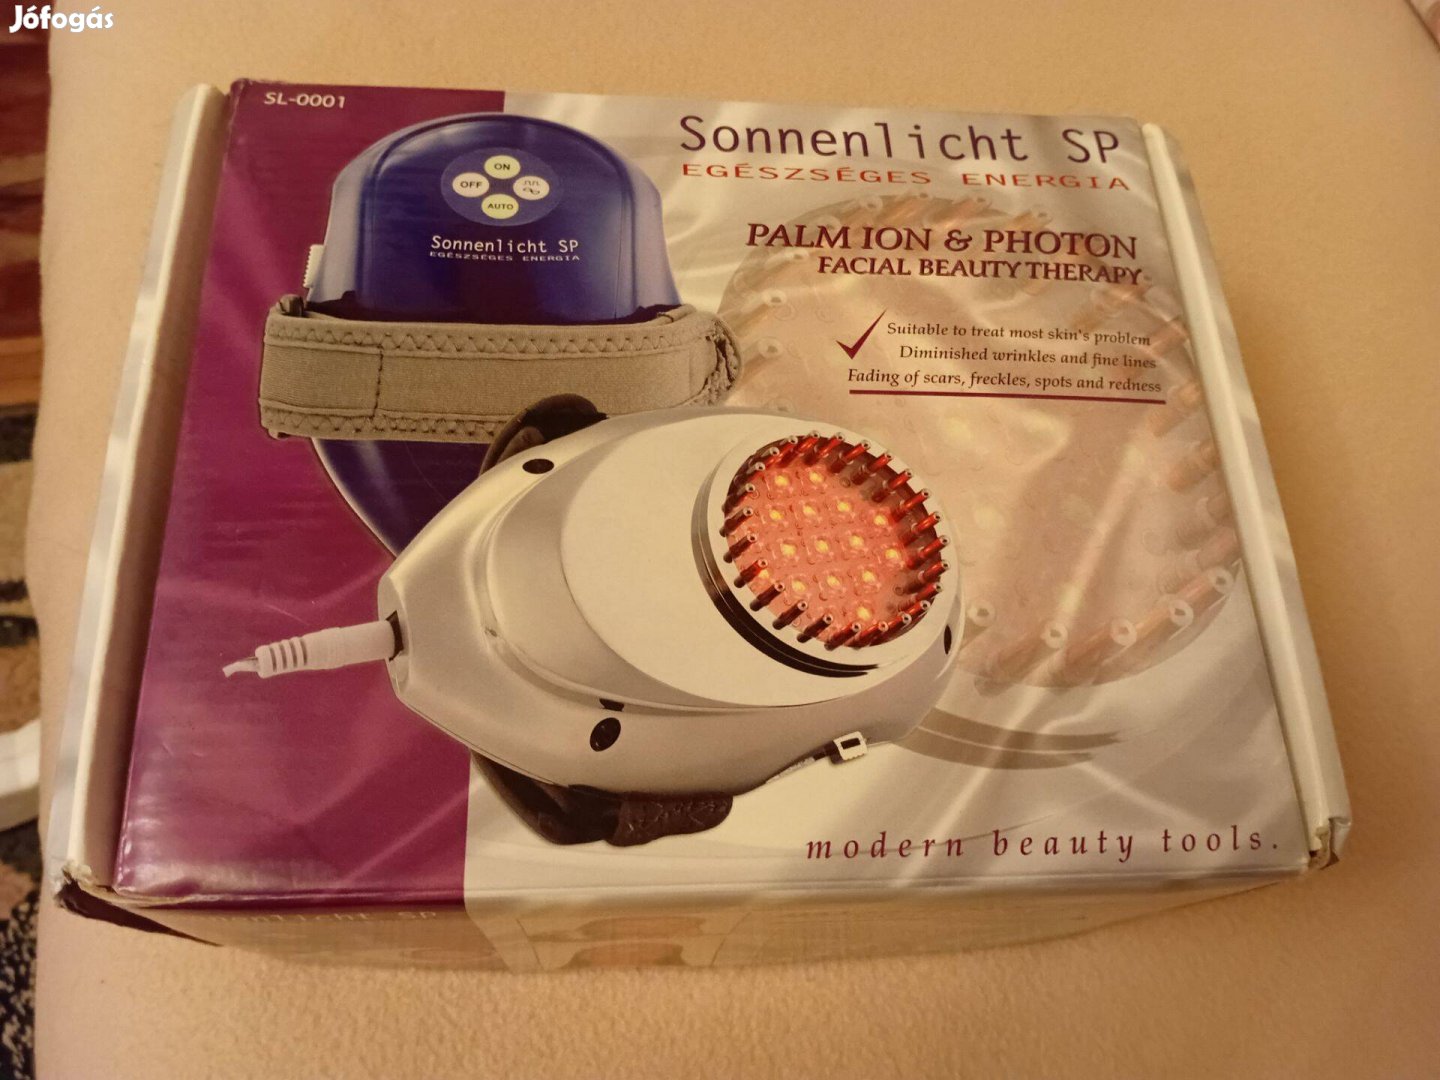 Jófogás
SL-0001
Sonnenlicht SP
EGÉSZSÉGES ENERGIA
PALM ION & PHOTON
FACIAL BEAUTY THERAPY
Suitable to treat most skin's problem
Diminished wrinkles and fine lines
Fading of scars, freckles, spots and redness
ON
OFF
AUTO
Sonnenlicht SP
EGÉSZSÉGES ENERGIA
modern beauty tools.
nlicht SP